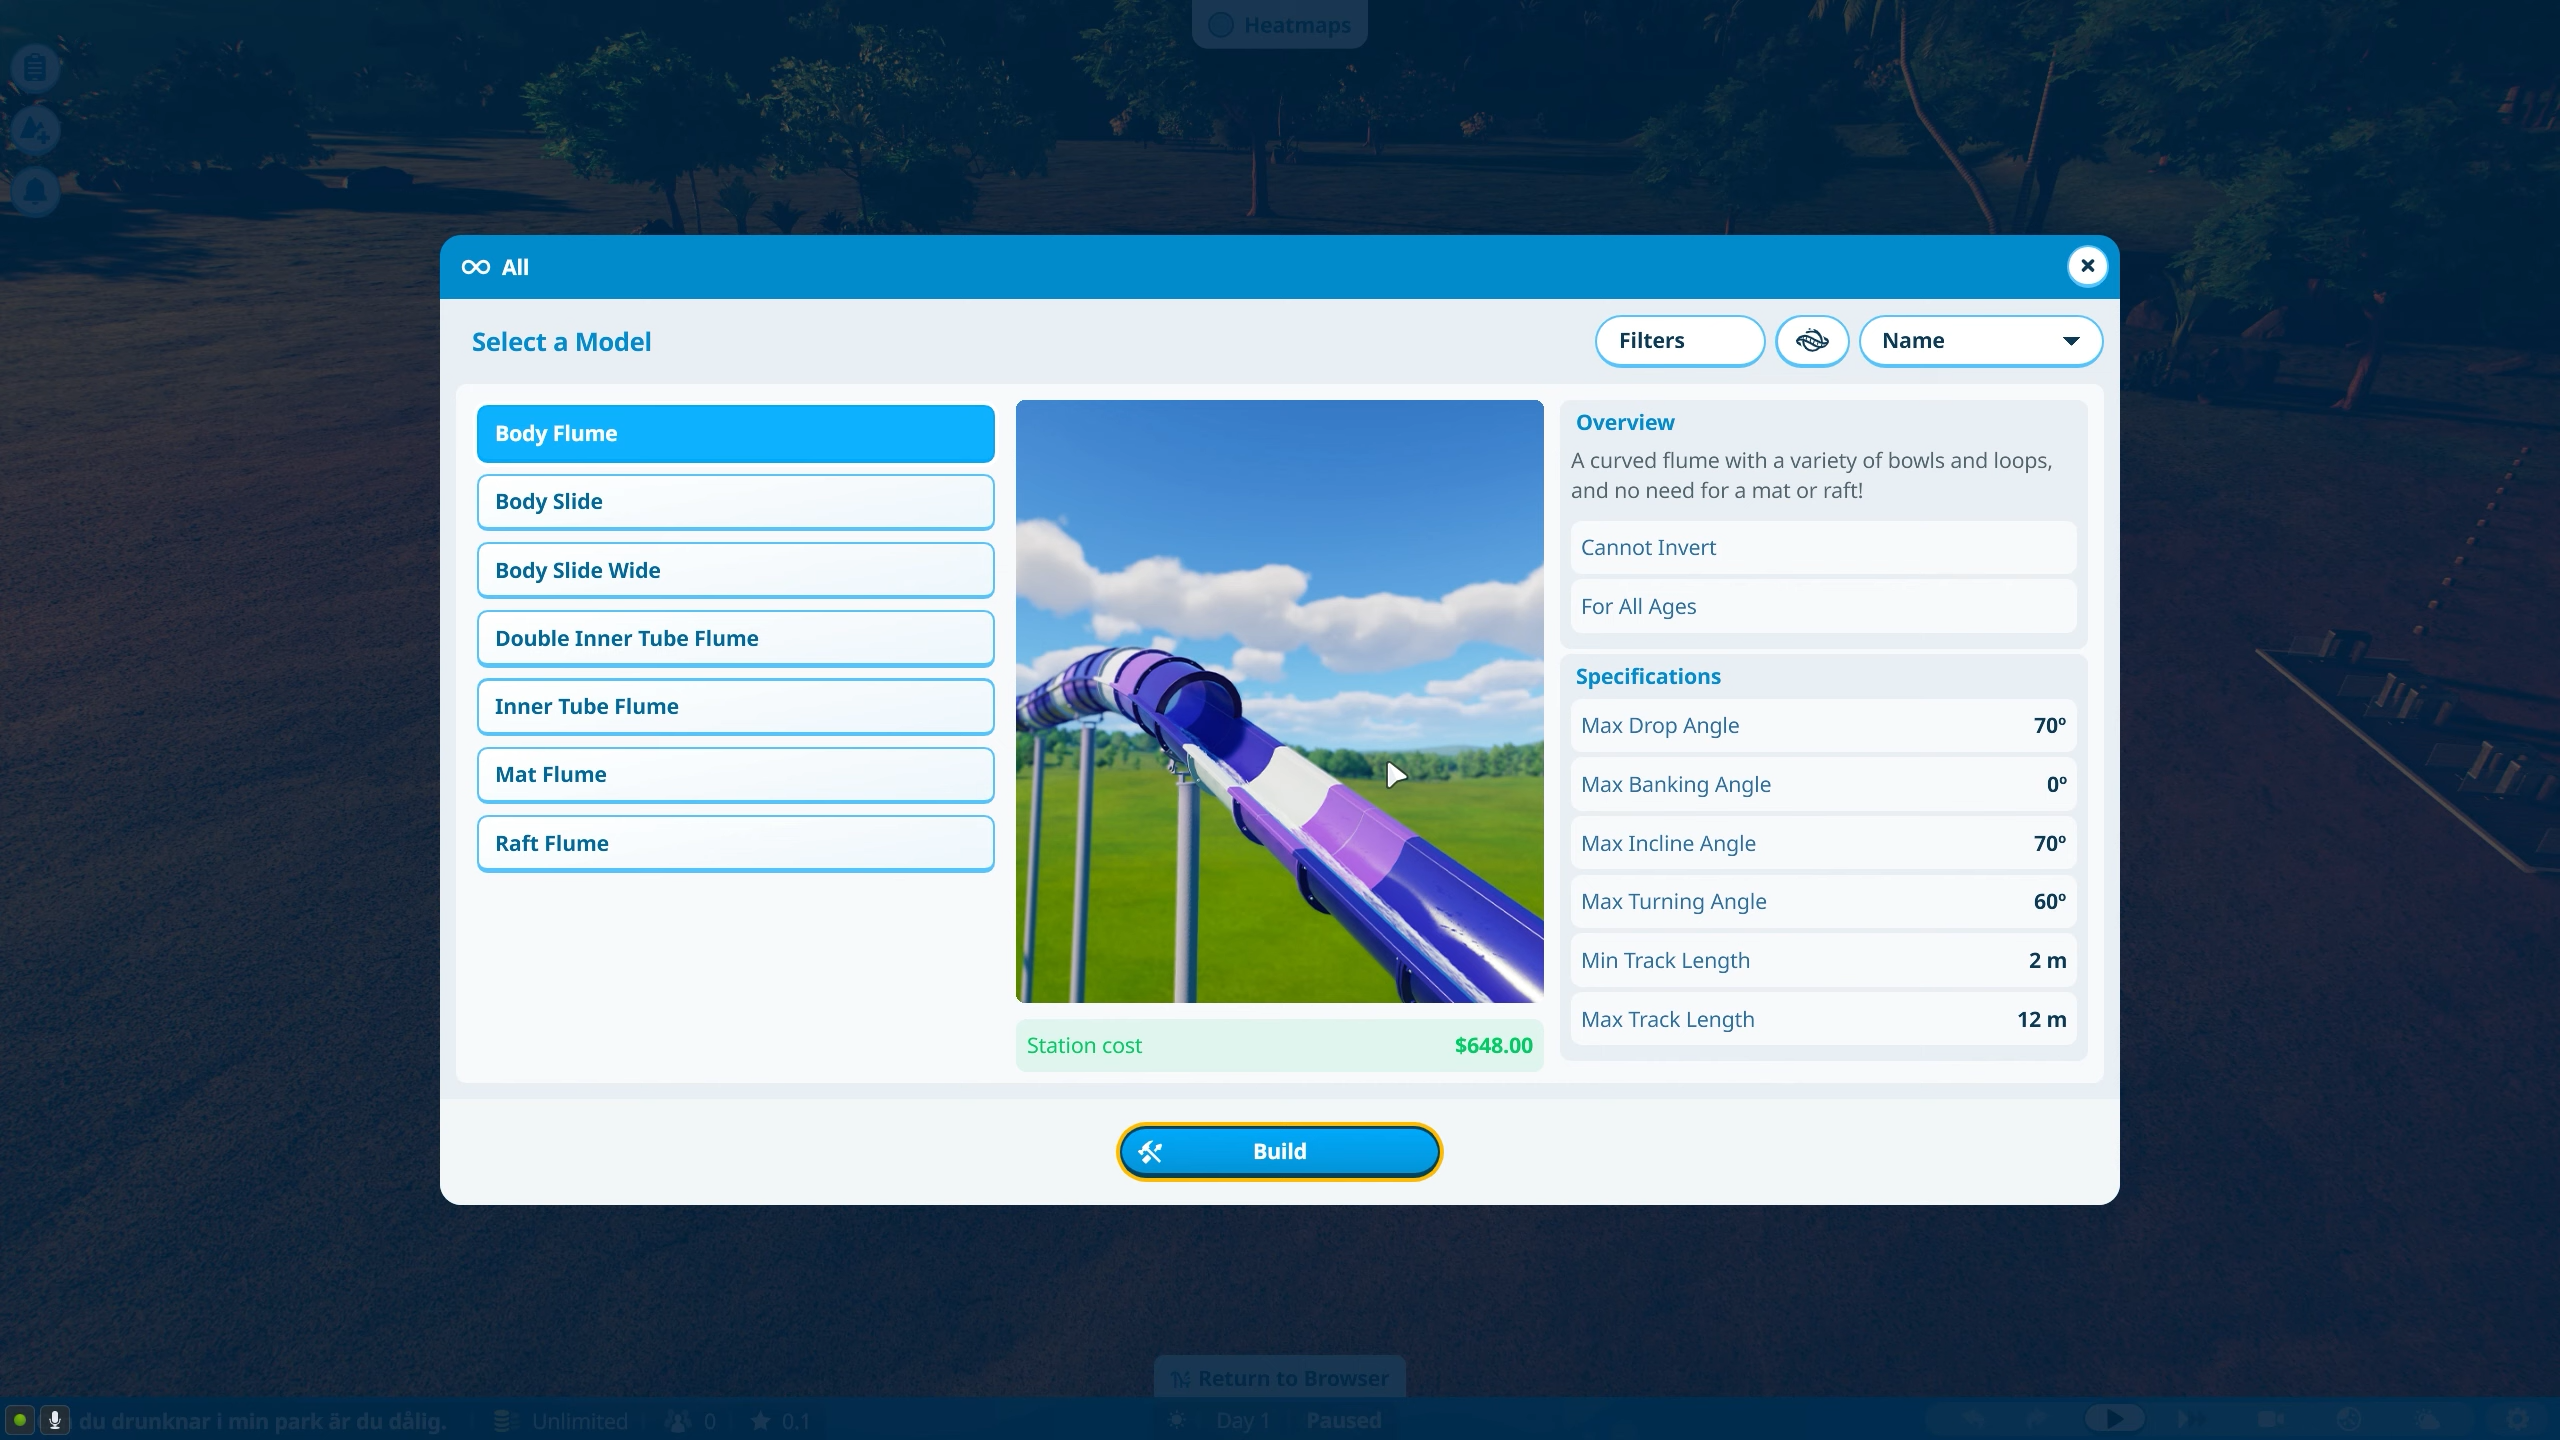 Heatmaps
All
Select a Model
Filters
Name
Body Flume
Body Slide
Body Slide Wide
Double Inner Tube Flume
Inner Tube Flume
Mat Flume
Raft Flume
Station cost $648.00
Overview
A curved flume with a variety of bowls and loops,
and no need for a mat or raft!
Cannot Invert
For All Ages
Specifications
Max Drop Angle 70º
Max Banking Angle 0º
Max Incline Angle 70º
Max Turning Angle 60º
Min Track Length 2 m
Max Track Length 12 m
Build
Return to Browser
du drunknar i min park är du dålig. Unlimited 0 0.1 Day 1 Paused